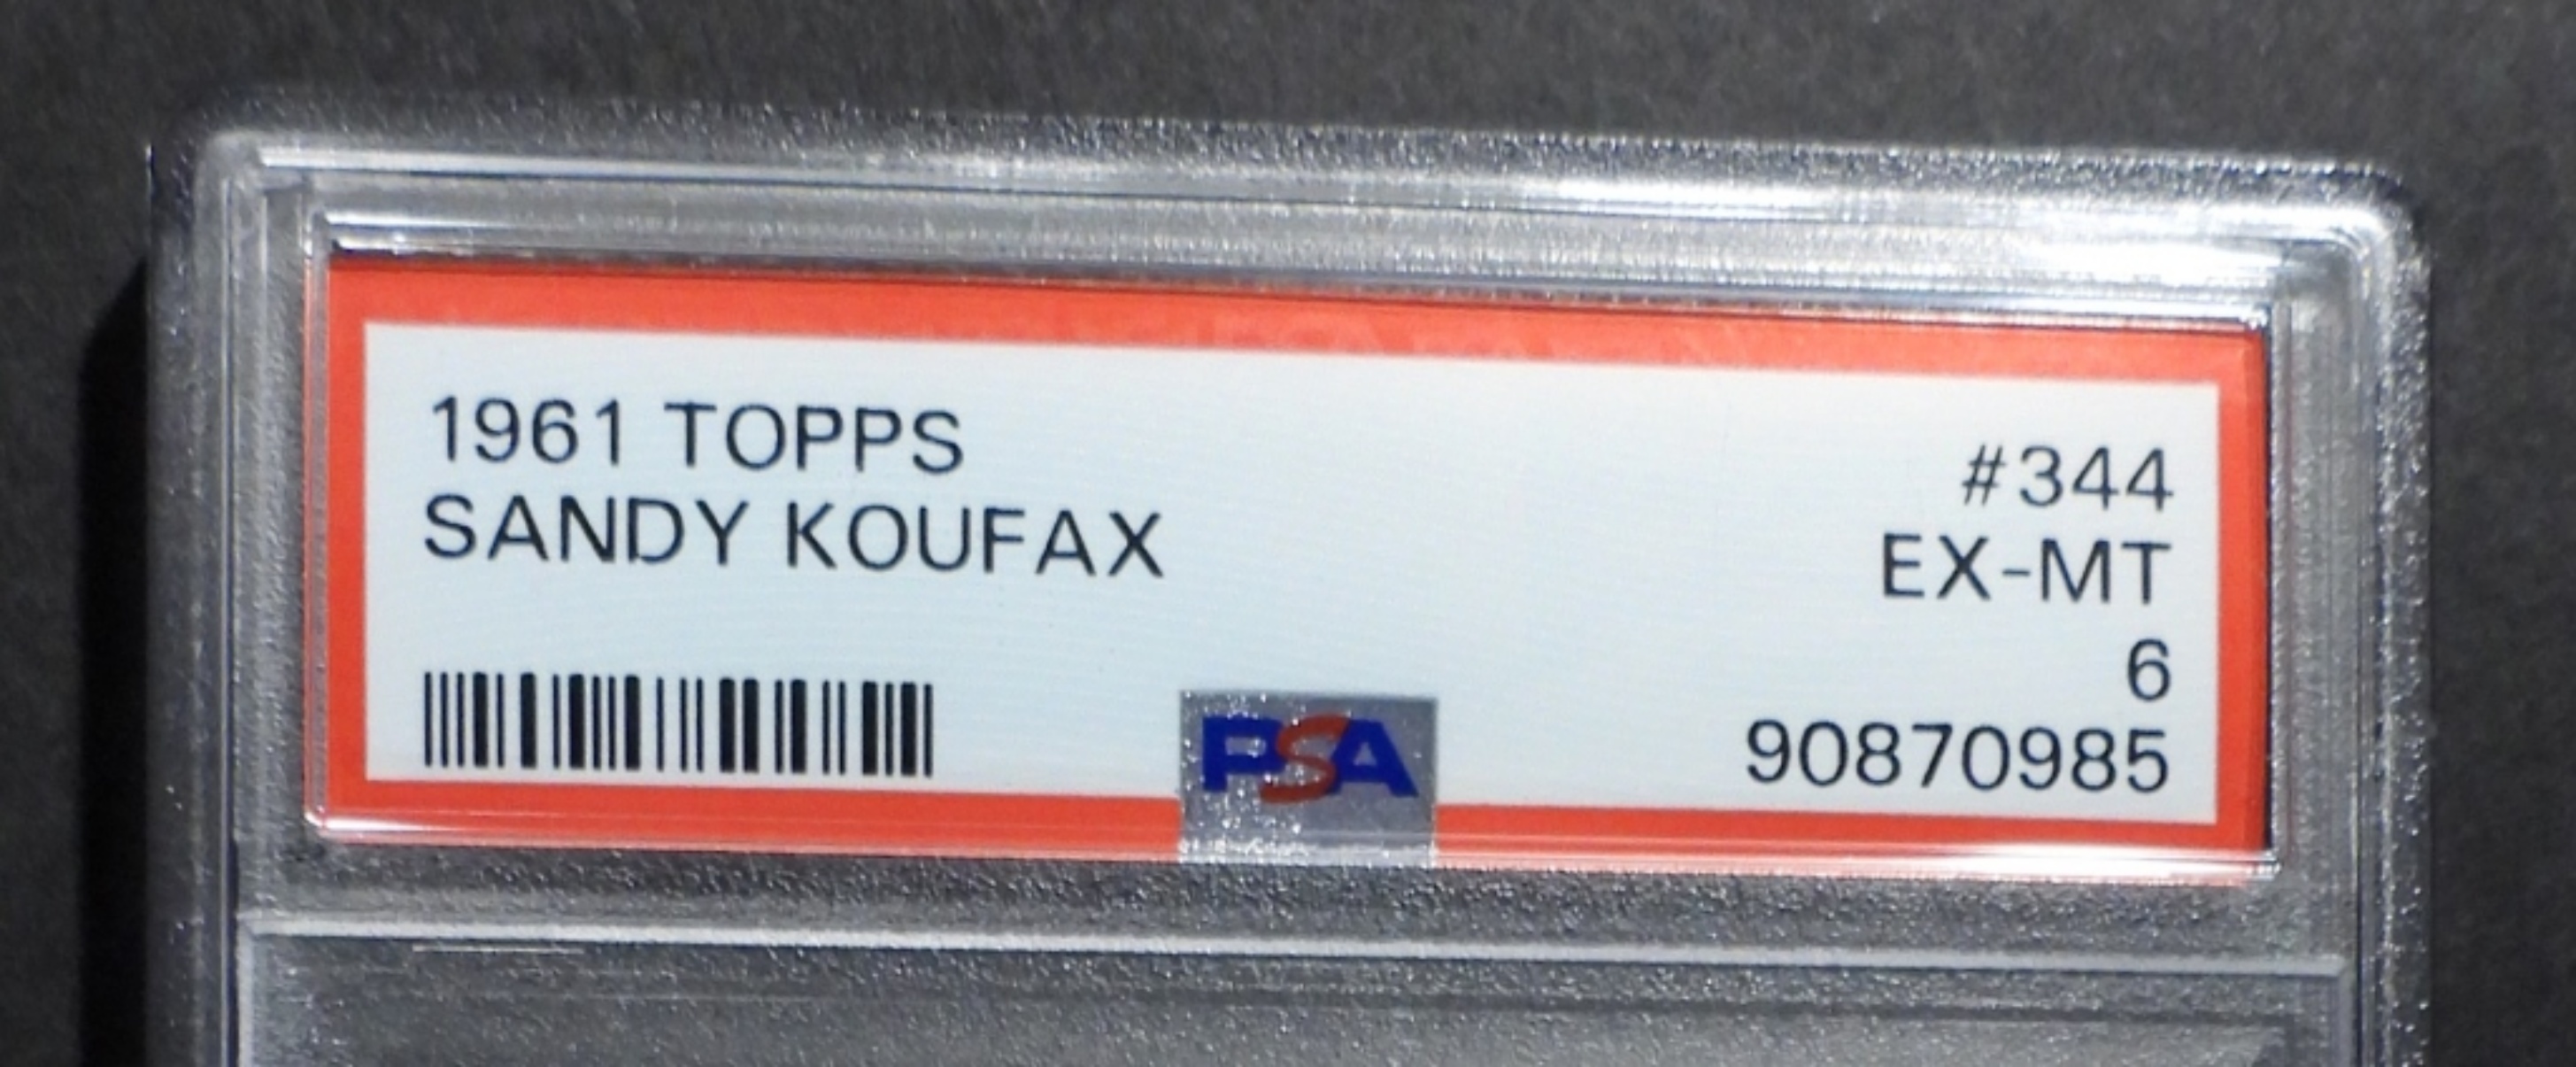 1961 TOPPS
SANDY KOUFAX
#344
EX-MT
6
90870985
PSA